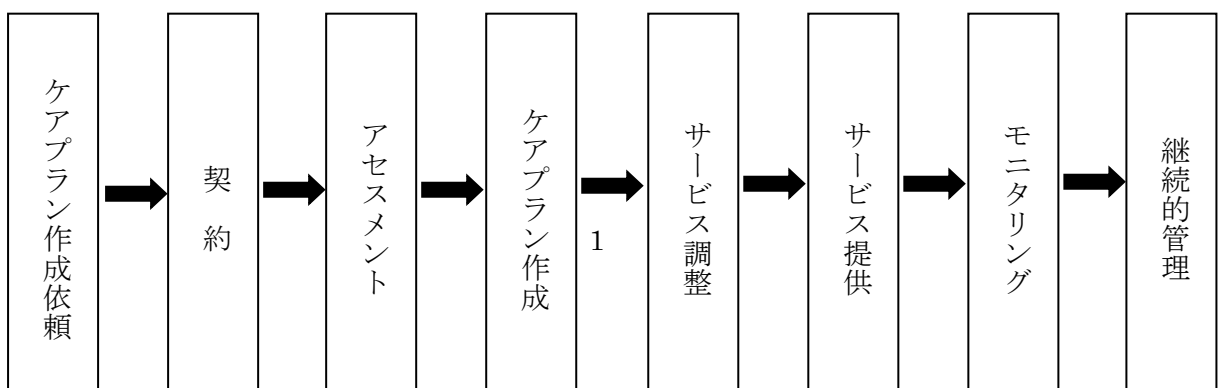 ケアプラン作成依頼
契約
アセスメント
ケアプラン作成
1
サービス調整
サービス提供
モニタリング
継続的管理